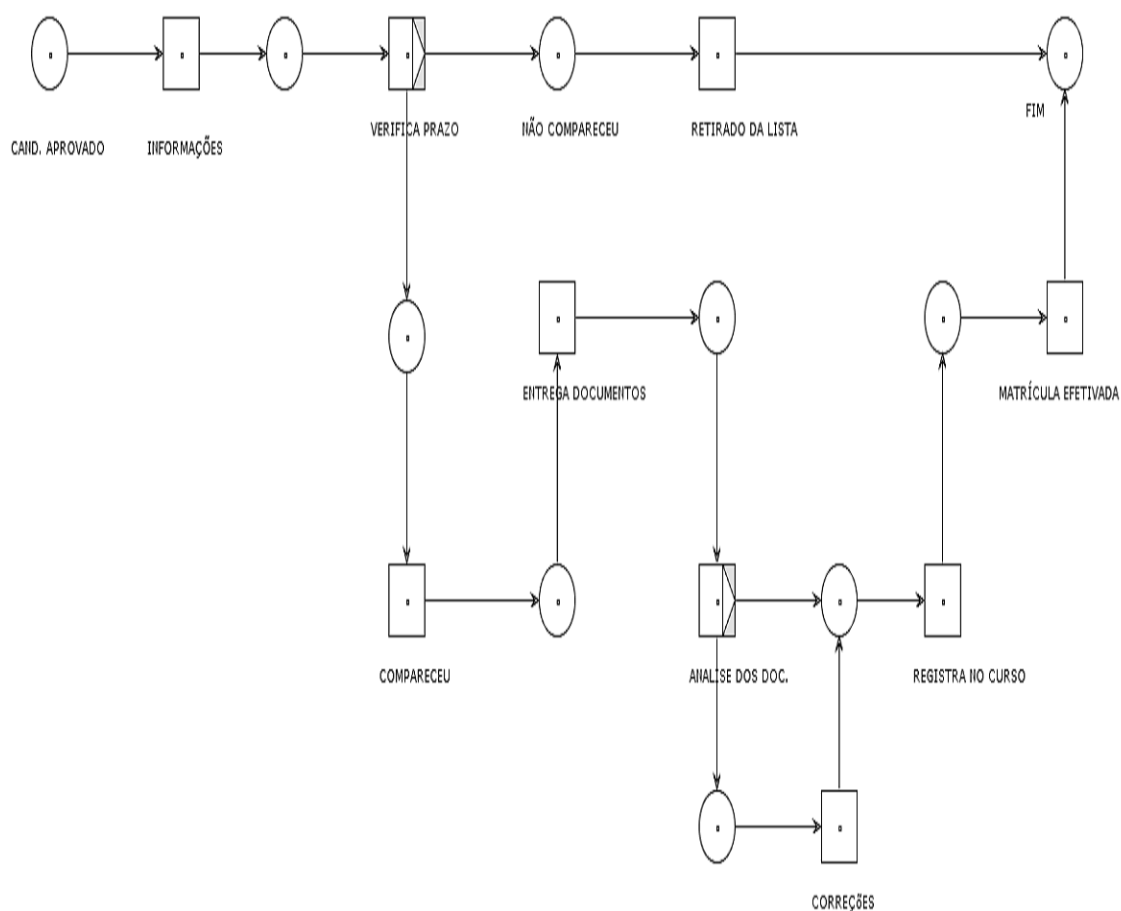 FIM
VERIFICA PRAZO
NÃO COMPARECEU
RETIRADO DA LISTA
CAND. APROVADO
INFORMAÇÕES
ENTREGA DOCUMENTOS
MATRÍCULA EFETIVADA
COMPARECEU
ANALISE DOS DOC.
REGISTRA NO CURSO
CORREÇõES